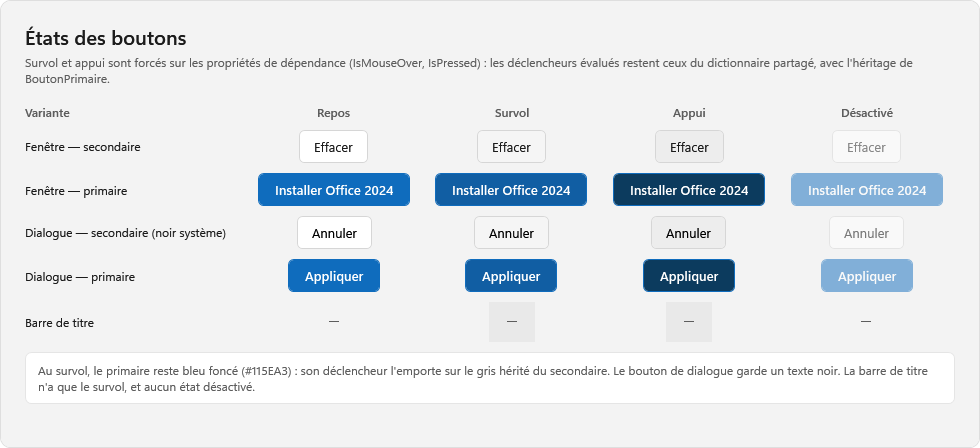 États des boutons
Survol et appui sont forcés sur les propriétés de dépendance (IsMouseOver, IsPressed) : les déclencheurs évalués restent ceux du dictionnaire partagé, avec l'héritage de
BoutonPrimaire.
Variante Repos Survol Appui Désactivé
Fenêtre — secondaire Effacer Effacer Effacer Effacer
Fenêtre — primaire Installer Office 2024 Installer Office 2024 Installer Office 2024 Installer Office 2024
Dialogue — secondaire (noir système) Annuler Annuler Annuler Annuler
Dialogue — primaire Appliquer Appliquer Appliquer Appliquer
Barre de titre — — — —
Au survol, le primaire reste bleu foncé (#115EA3) : son déclencheur l'emporte sur le gris hérité du secondaire. Le bouton de dialogue garde un texte noir. La barre de titre
n'a que le survol, et aucun état désactivé.